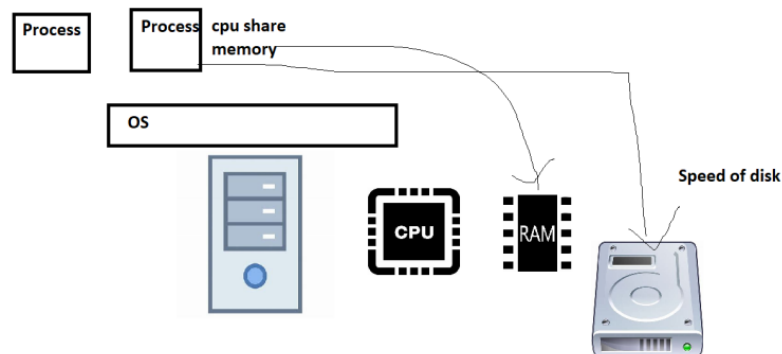 Process
Process cpu share
memory
OS
Speed of disk
CPU
RAM